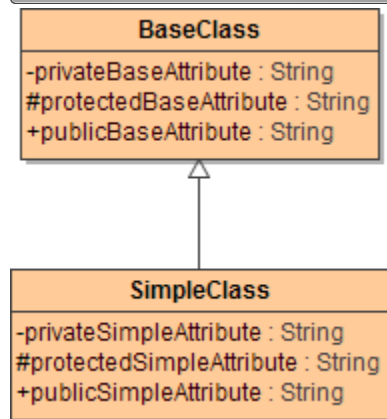 BaseClass
-privateBaseAttribute : String
#protectedBaseAttribute : String
+publicBaseAttribute : String
SimpleClass
-privateSimpleAttribute : String
#protectedSimpleAttribute : String
+publicSimpleAttribute : String